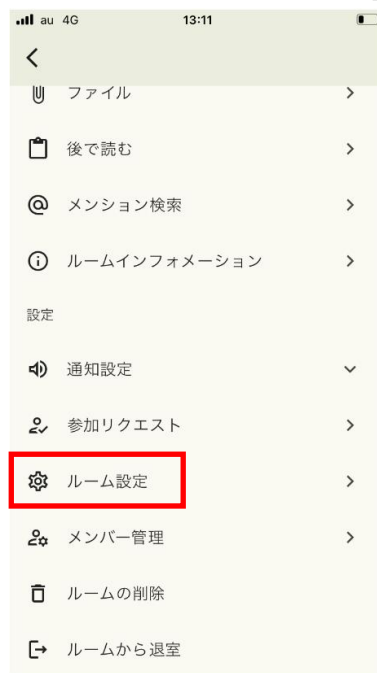 au 4G 13:11
ファイル
後で読む
メンション検索
ルームインフォメーション
設定
通知設定
参加リクエスト
ルーム設定
メンバー管理
ルームの削除
ルームから退室